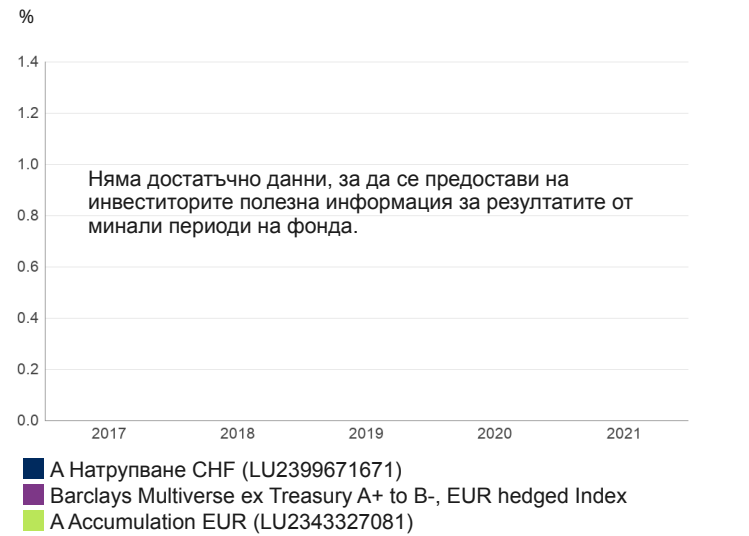 %
1.4
1.2
1.0
Няма достатъчно данни, за да се предостави на
инвеститорите полезна информация за резултатите от
минали периоди на фонда.
0.8
0.6
0.4
0.2
0.0
2017 2018 2019 2020 2021
А Натрупване CHF (LU2399671671)
Barclays Multiverse ex Treasury A+ to B-, EUR hedged Index
A Accumulation EUR (LU2343327081)